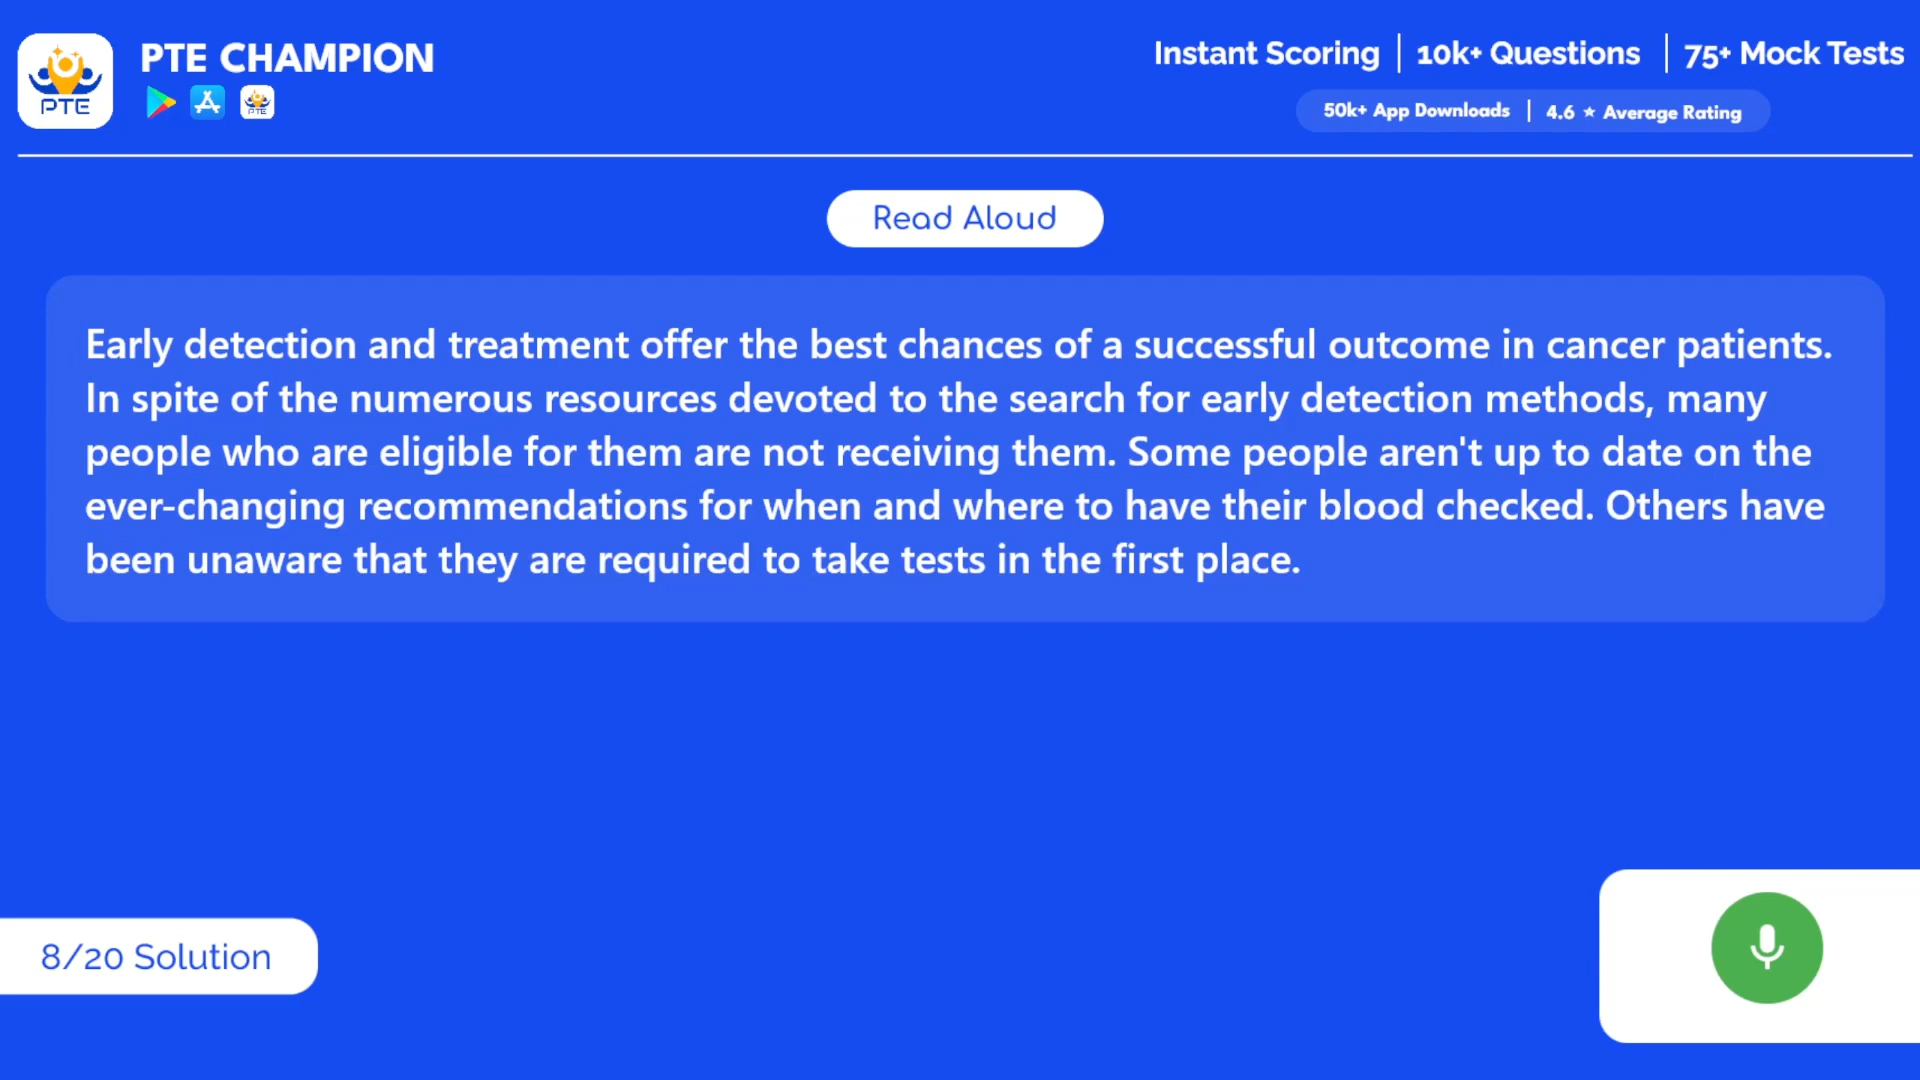 PTE CHAMPION
PTE
PTE
Instant Scoring | 10k+ Questions | 75+ Mock Tests
50k+ App Downloads | 4.6 ★ Average Rating
Read Aloud
Early detection and treatment offer the best chances of a successful outcome in cancer patients.
In spite of the numerous resources devoted to the search for early detection methods, many
people who are eligible for them are not receiving them. Some people aren't up to date on the
ever-changing recommendations for when and where to have their blood checked. Others have
been unaware that they are required to take tests in the first place.
8/20 Solution